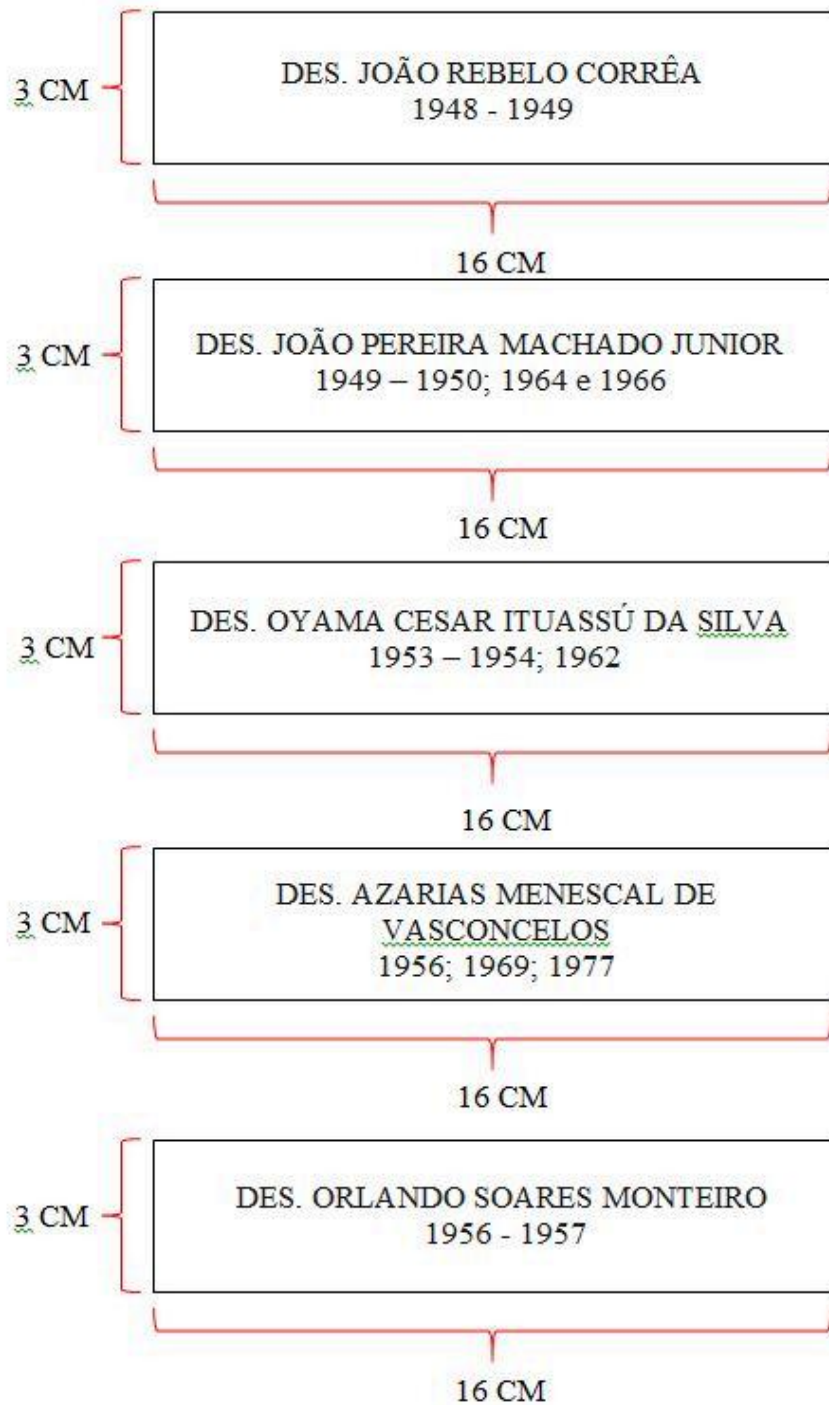 DES. JOÃO REBELO CORRÊA
3 CM
1948 - 1949
16 CM
DES. JOÃO PEREIRA MACHADO JUNIOR
3 CM
1949 – 1950; 1964 e 1966
16 CM
DES. OYAMA CESAR ITUASSÚ DA SILVA
3 CM
1953 – 1954; 1962
16 CM
DES. AZARIAS MENESCAL DE
3 CM
VASCONCELOS
1956; 1969; 1977
16 CM
DES. ORLANDO SOARES MONTEIRO
3 CM
1956 - 1957
16 CM